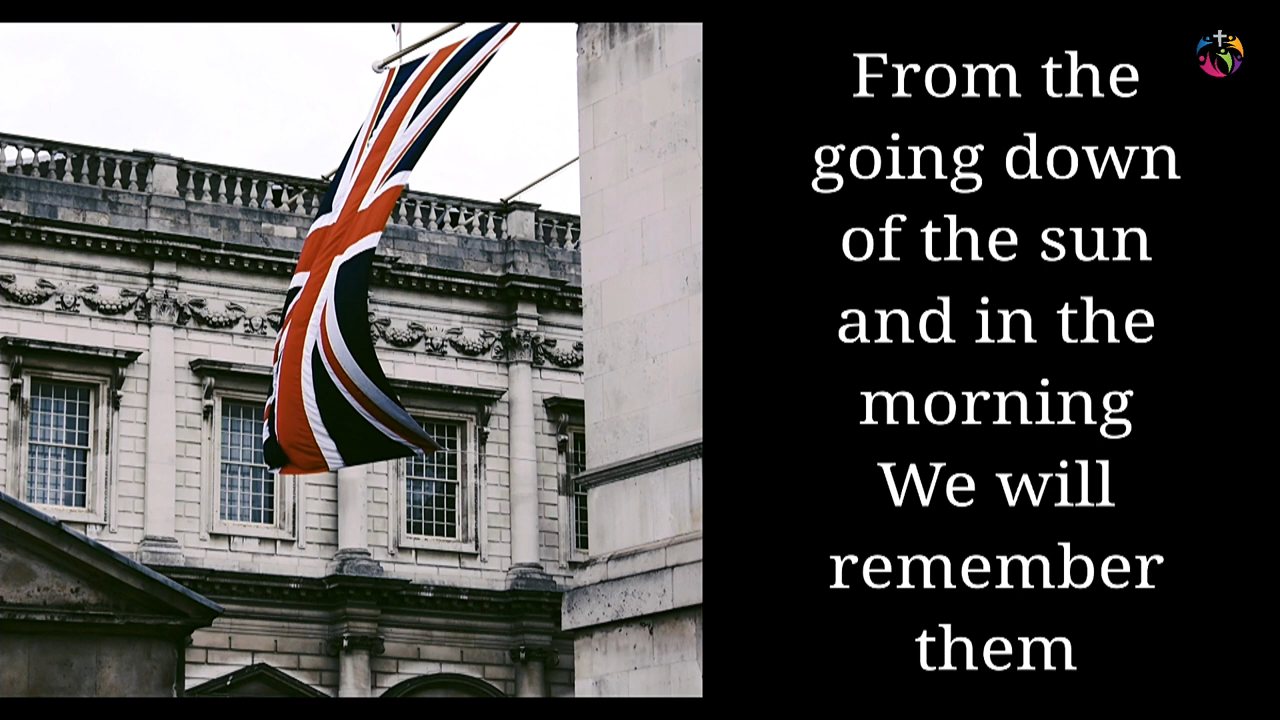 From the
going down
of the sun
and in the
morning
We will
remember
them